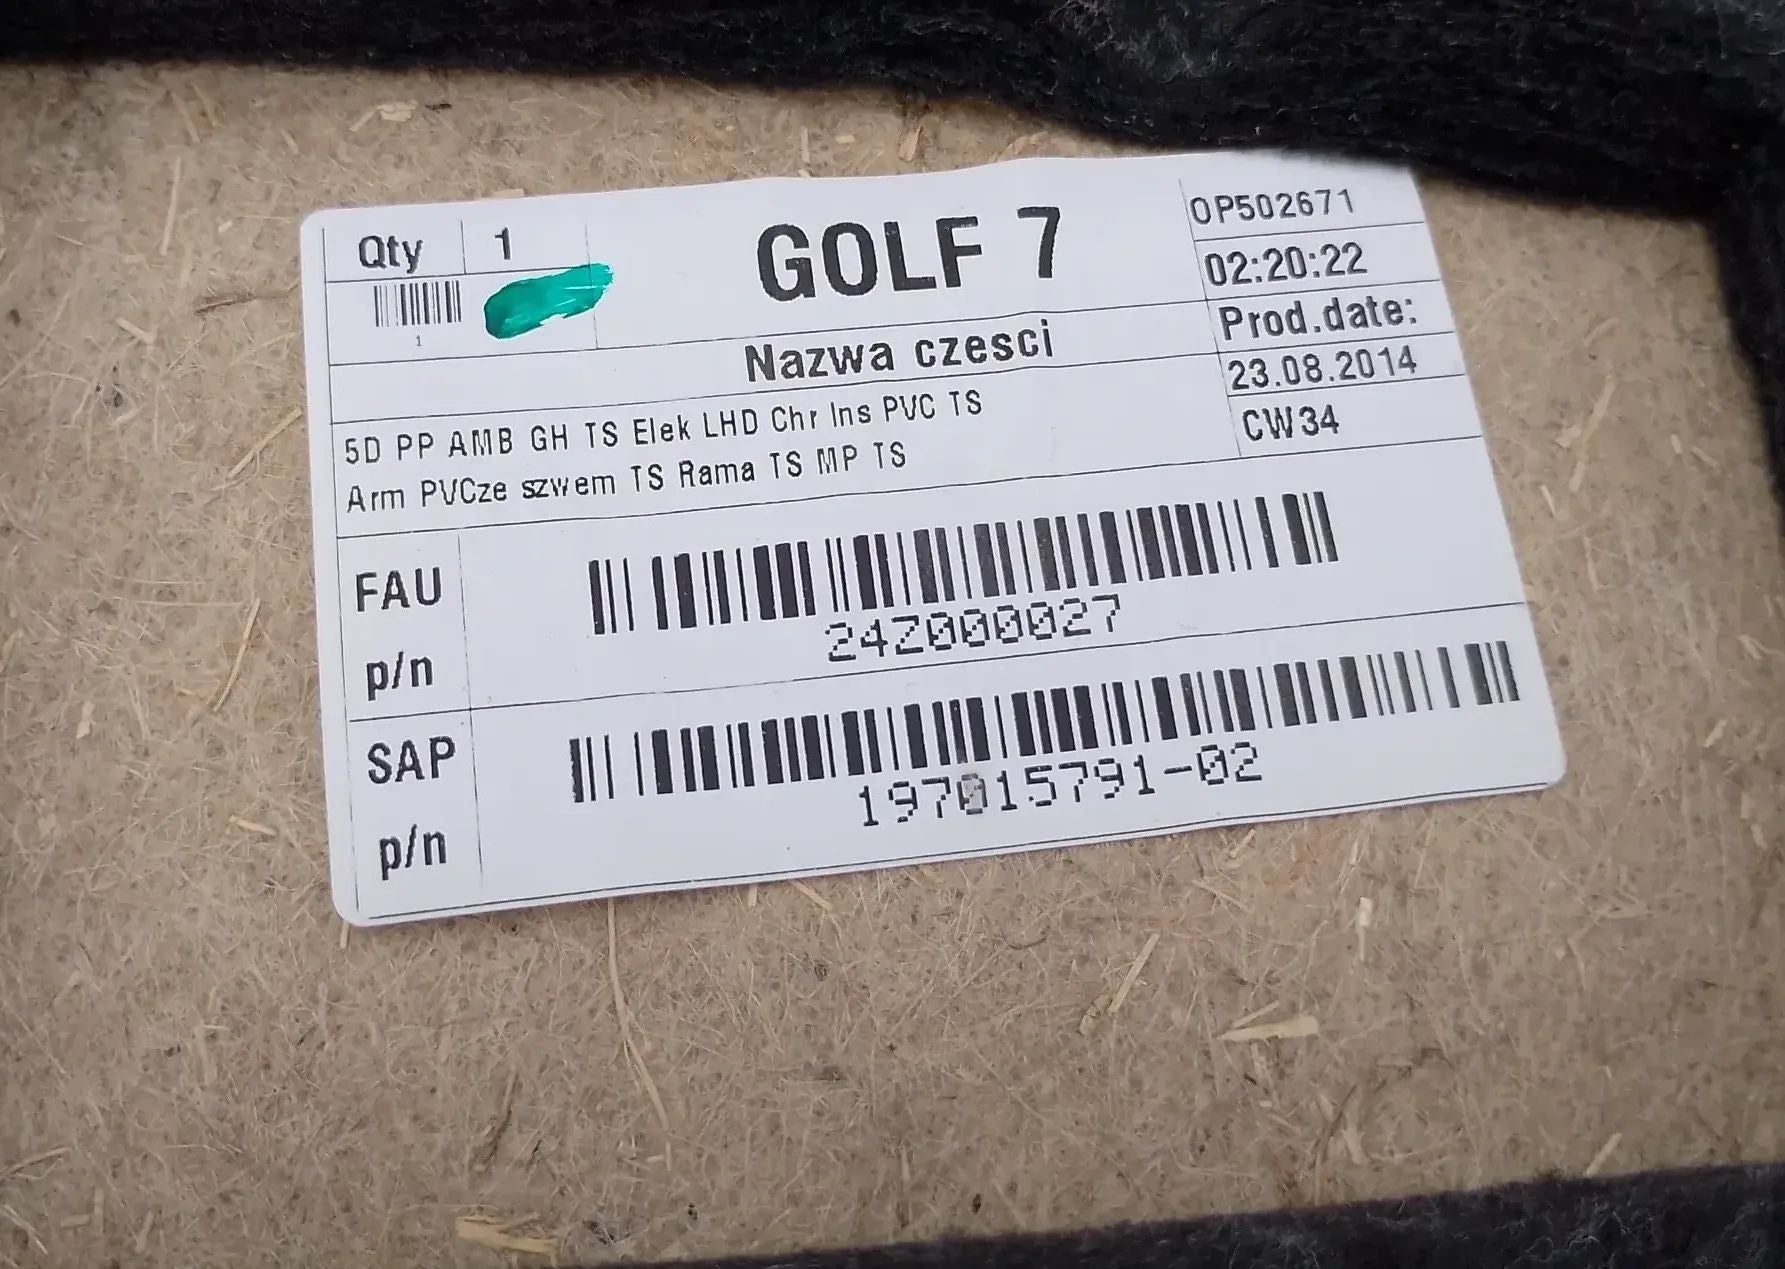 Qty 1
1
GOLF 7
OP502671
02:20:22
Prod.date:
23.08.2014
CW34
Nazwa czesci
5D PP AMB GH TS Elek LHD Chr Ins PVC TS
Arm PVCze szwem TS Rama TS MP TS
FAU
p/n
24Z000027
SAP
p/n
197015791-02